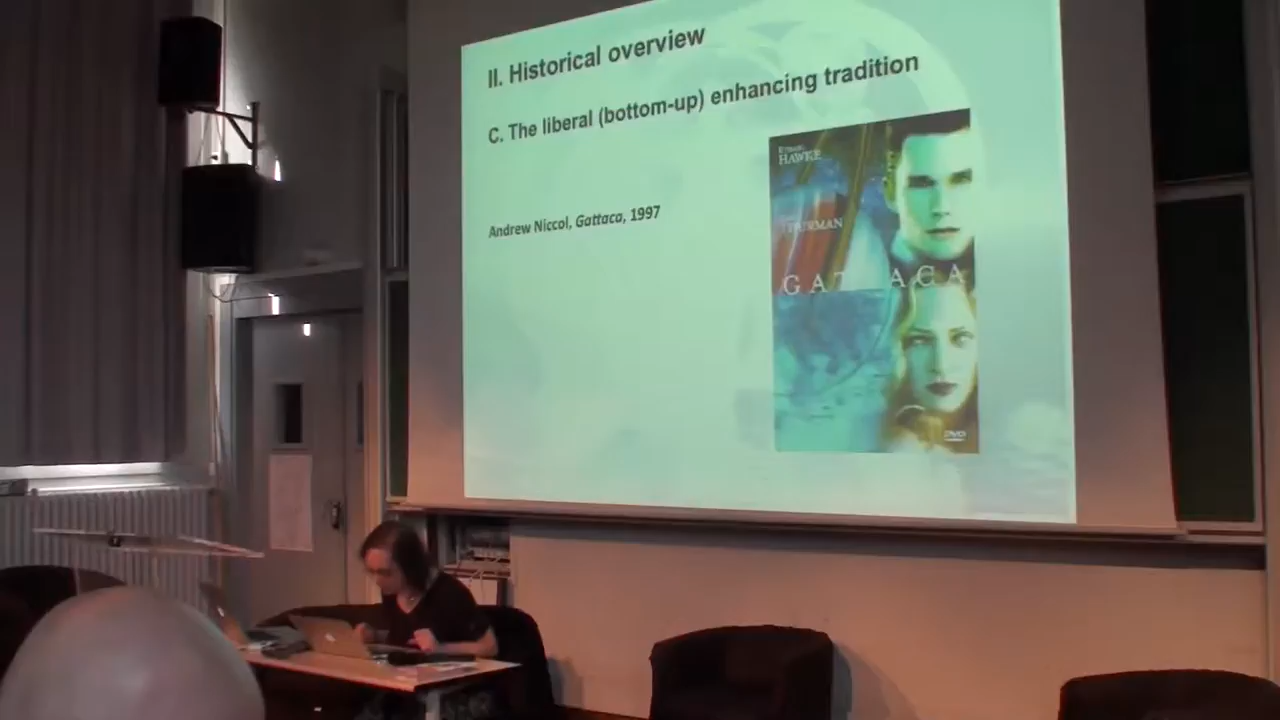 II. Historical overview
C. The liberal (bottom-up) enhancing tradition
Andrew Niccol, Gattaca, 1997
HAWKE
THURMAN
GATTACA
DVD